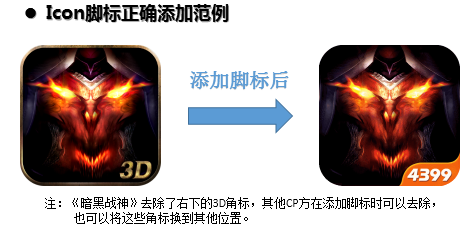 ● Icon脚标正确添加范例
添加脚标后
3D
4399
注：《暗黑战神》去除了右下的3D角标，其他CP方在添加脚标时可以去除，
也可以将这些角标换到其他位置。